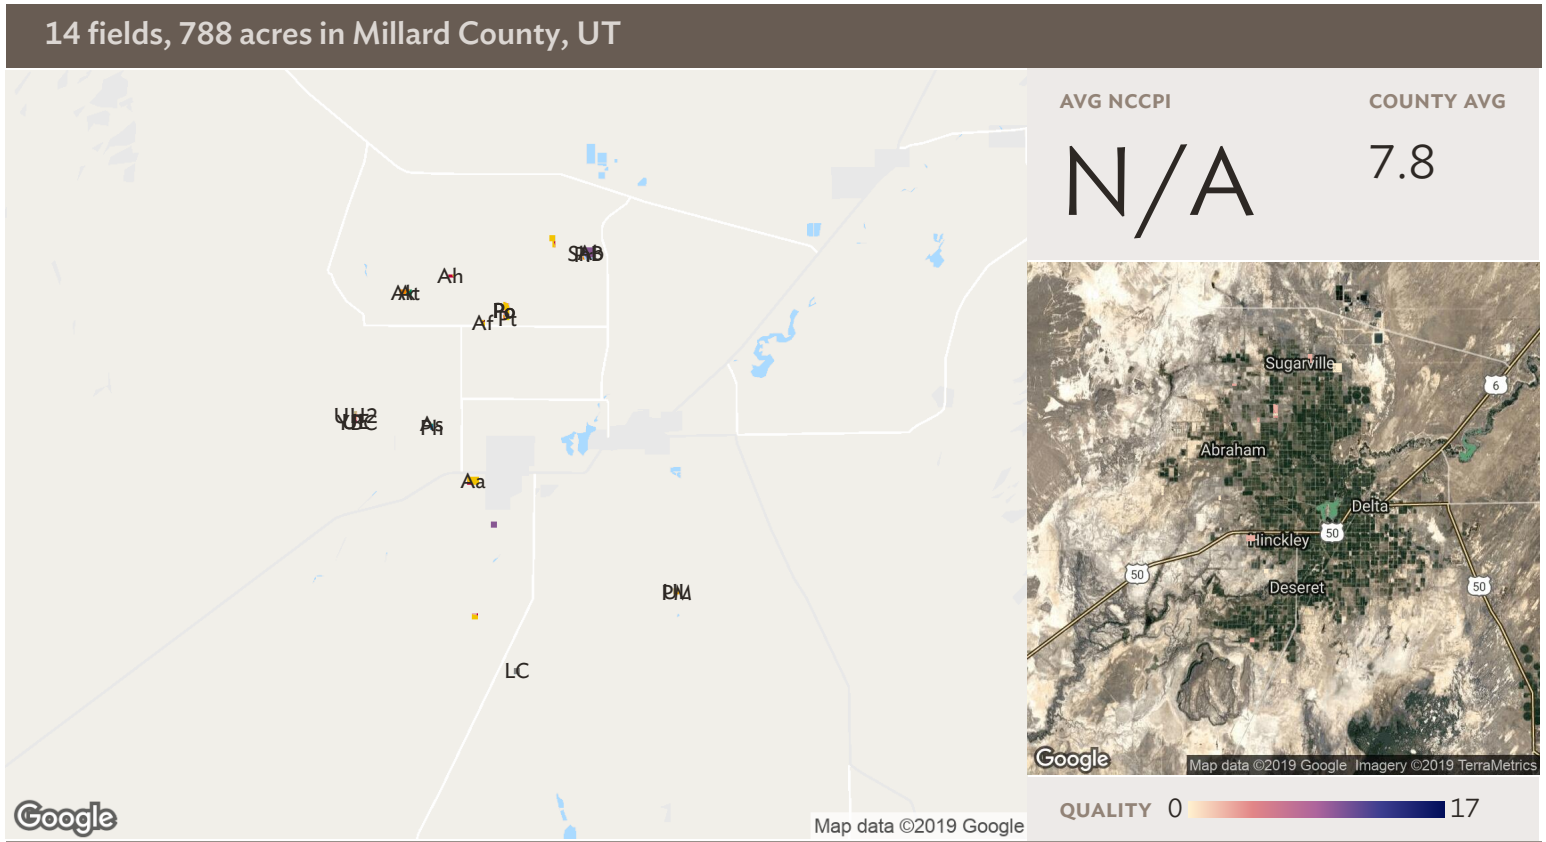 14 fields, 788 acres in Millard County, UT
AVG NCCPI
COUNTY AVG
N/A
7.8
Ah
Af
Pt
Aa
LC
Sugarville
6
Abraham
Delta
50
Hinckley
50
50
Deseret
Google
Map data ©2019 Google
Google
Map data ©2019 Google Imagery ©2019 TerraMetrics
QUALITY 0 17